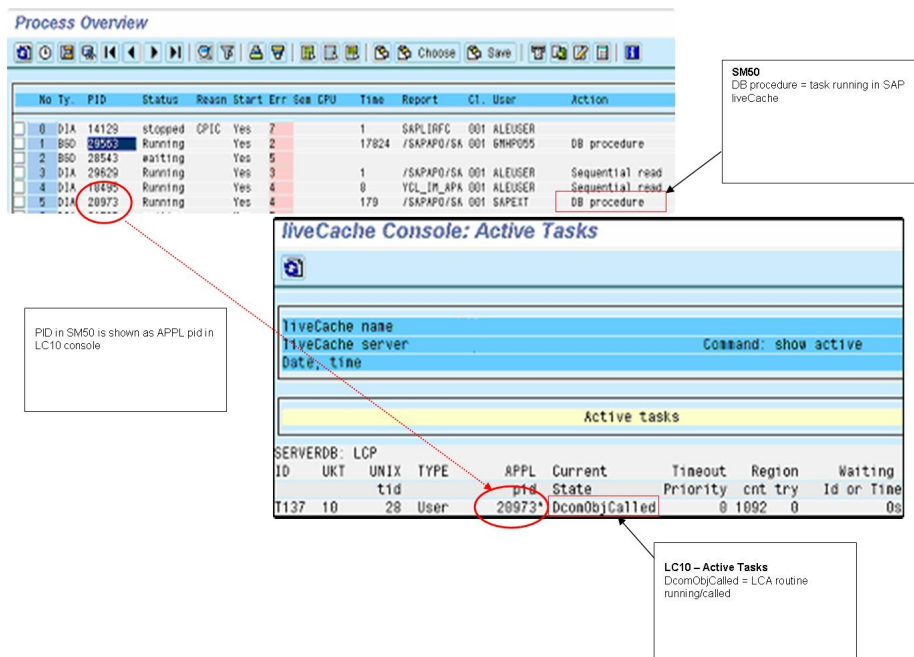 Process Overview
Choose Save
No Ty. PID Status Reasn Start Err Sem CPU Time Report Cl. User Action
0 DIA 14129 stopped CPIC Yes 7 1 SAPLIRFC 001 ALEUSER
1 BGD 29563 Running Yes 2 17824 /SAPAPO/SA 001 GMHP055 DB procedure
2 BGD 28543 waiting Yes 5
3 DIA 29629 Running Yes 3 1 /SAPAPO/SA 001 ALEUSER Sequential read
4 DIA 10495 Running Yes 4 0 YCL_IM_APA 001 ALEUSER Sequential read
5 DIA 20973 Running Yes 4 179 /SAPAPO/SA 001 SAPEXT DB procedure
SM50
DB procedure = task running in SAP
liveCache
liveCache Console: Active Tasks
liveCache name
liveCache server Command: show active
Date, time
Active tasks
SERVERDB: LCP
ID UKT UNIX TYPE APPL Current Timeout Region Waiting
tid pid State Priority cnt try Id or Time
T137 10 28 User 20973* DcomObjCalled 0 1092 0 0s
PID in SM50 is shown as APPL pid in
LC10 console
LC10 – Active Tasks
DcomObjCalled = LCA routine
running/called